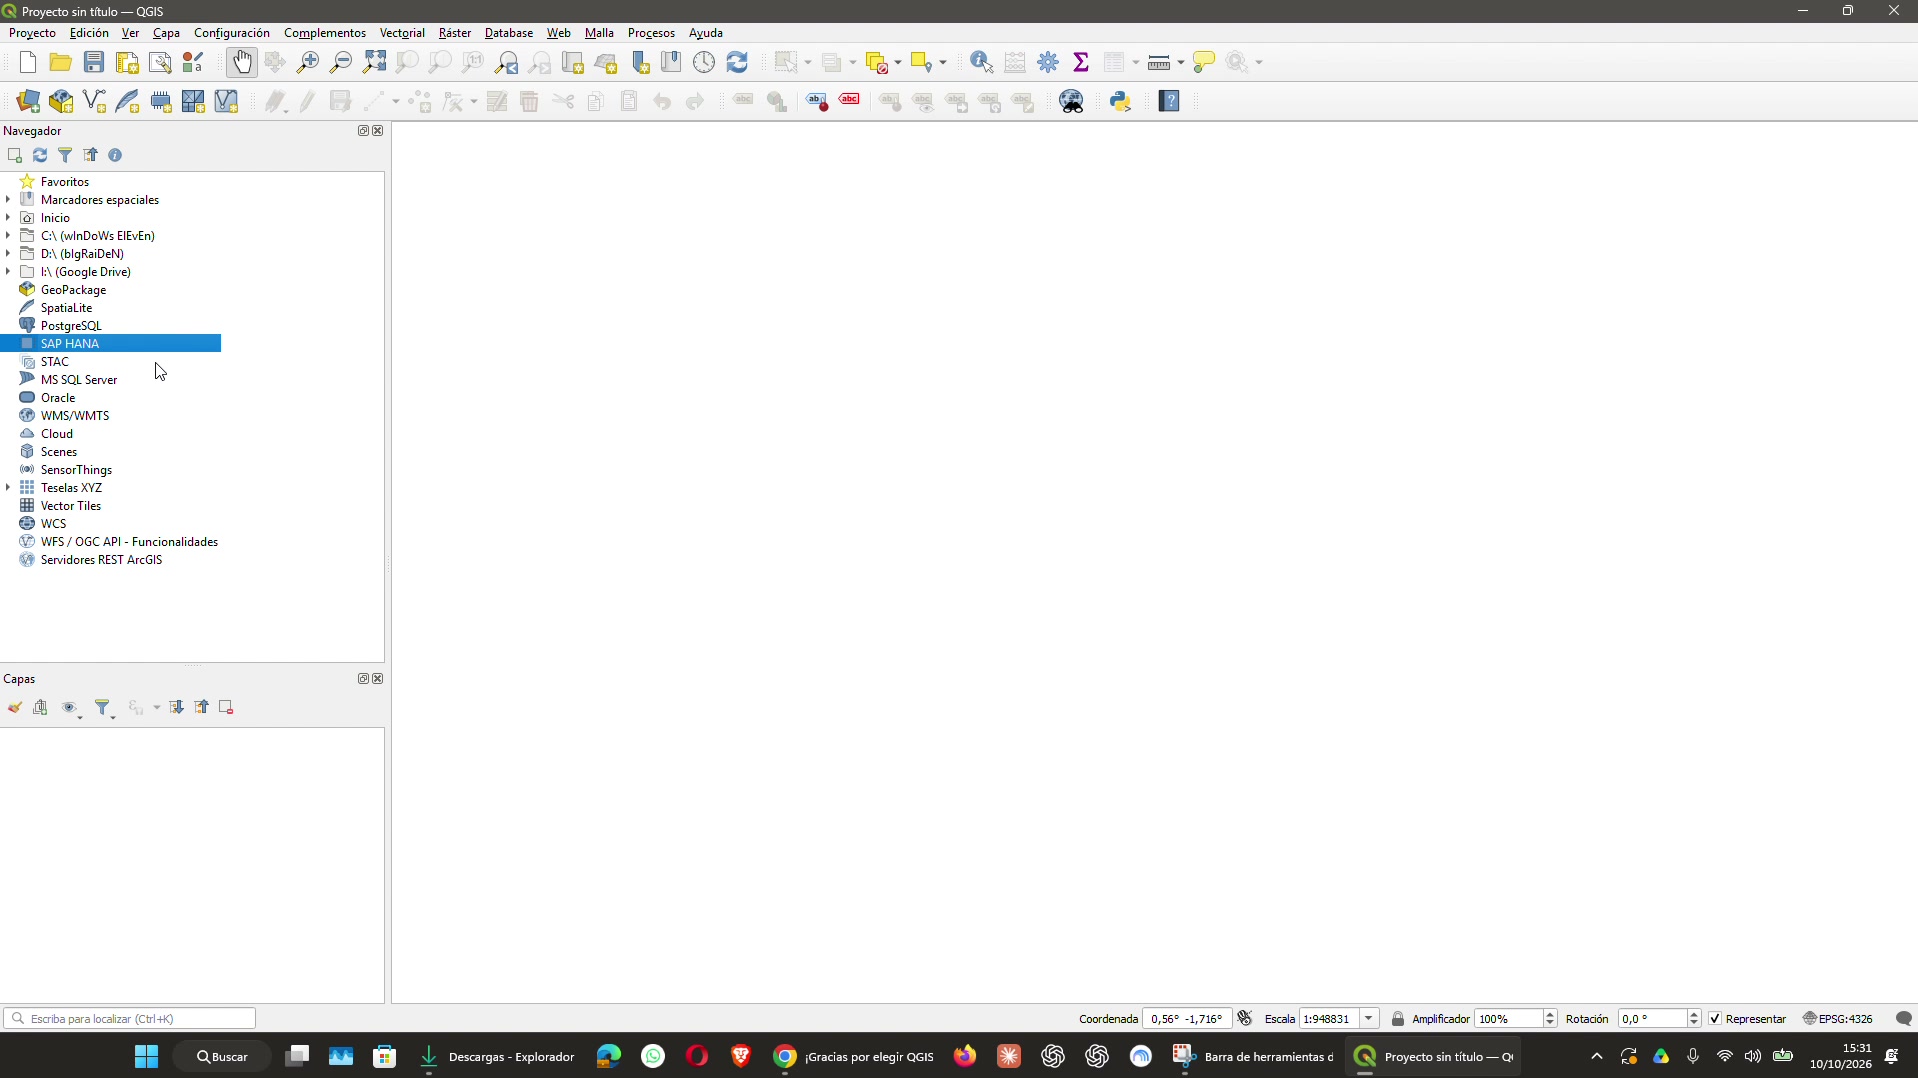 Proyecto sin título — QGIS
Proyecto Edición Ver Capa Configuración Complementos Vectorial Ráster Database Web Malla Procesos Ayuda
Navegador
Favoritos
Marcadores espaciales
Inicio
C:\ (wInDoWs ElEvEn)
D:\ (bIgRaiDeN)
I:\ (Google Drive)
GeoPackage
SpatiaLite
PostgreSQL
SAP HANA
STAC
MS SQL Server
Oracle
WMS/WMTS
Cloud
Scenes
SensorThings
Teselas XYZ
Vector Tiles
WCS
WFS / OGC API - Funcionalidades
Servidores REST ArcGIS
Capas
Escriba para localizar (Ctrl+K)
Coordenada 0,56° -1,716° Escala 1:948831 Amplificador 100% Rotación 0,0 ° Representar EPSG:4326
Buscar Descargas - Explorador ¡Gracias por elegir QGIS Barra de herramientas d Proyecto sin título — Q 15:31
10/10/2026